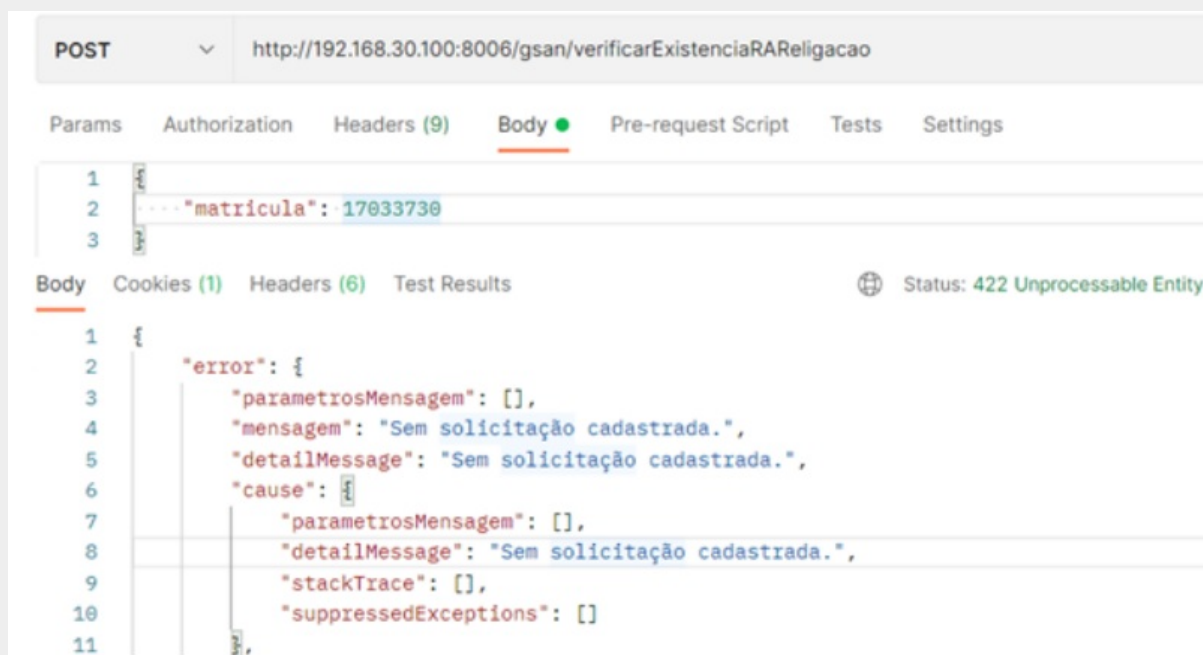 POST http://192.168.30.100:8006/gsan/verificarExistenciaRAReligacao
Params Authorization Headers (9) Body Pre-request Script Tests Settings
1 {
2 "matricula": 17033730
3 }
Body Cookies (1) Headers (6) Test Results Status: 422 Unprocessable Entity
1 {
2 "error": {
3 "parametrosMensagem": [],
4 "mensagem": "Sem solicitação cadastrada.",
5 "detailMessage": "Sem solicitação cadastrada.",
6 "cause": {
7 "parametrosMensagem": [],
8 "detailMessage": "Sem solicitação cadastrada.",
9 "stackTrace": [],
10 "suppressedExceptions": []
11 },